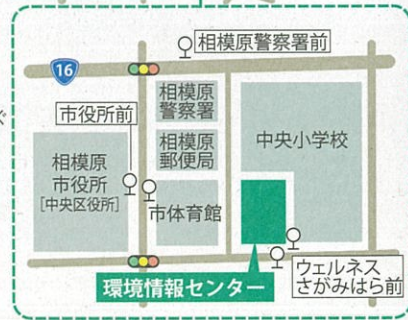 相模原警察署前
16
相模原
警察署
市役所前
中央小学校
相模原
郵便局
相模原
市役所
[中央区役所]
市体育館
環境情報センター
ウェルネス
さがみはら前